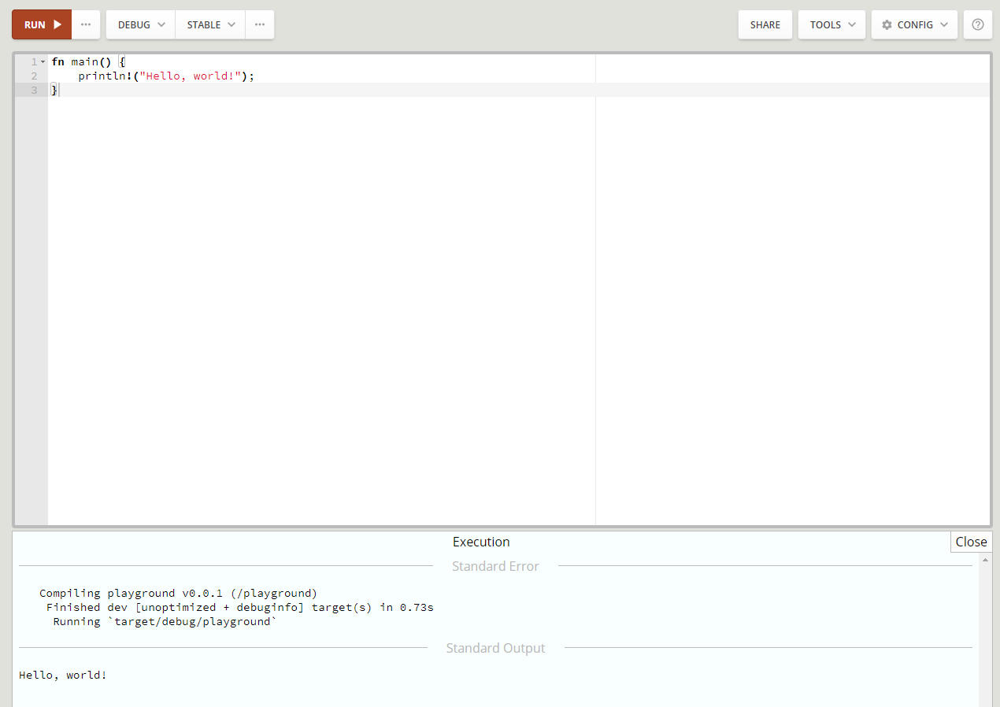 RUN ··· DEBUG STABLE ··· SHARE TOOLS CONFIG ?
1 fn main() {
2     println!("Hello, world!");
3 }
Execution Close
Standard Error
   Compiling playground v0.0.1 (/playground)
    Finished dev [unoptimized + debuginfo] target(s) in 0.73s
     Running `target/debug/playground`
Standard Output
Hello, world!